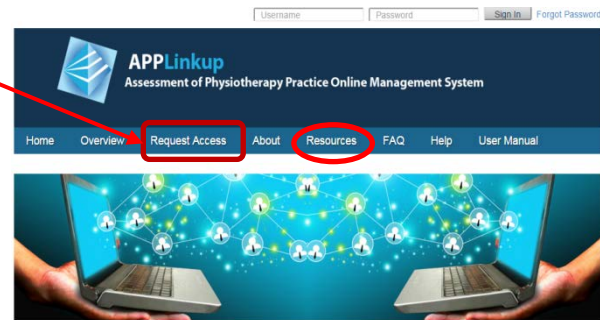 Username Password Sign In Forgot Password
APPLinkup
Assessment of Physiotherapy Practice Online Management System
Home Overview Request Access About Resources FAQ Help User Manual